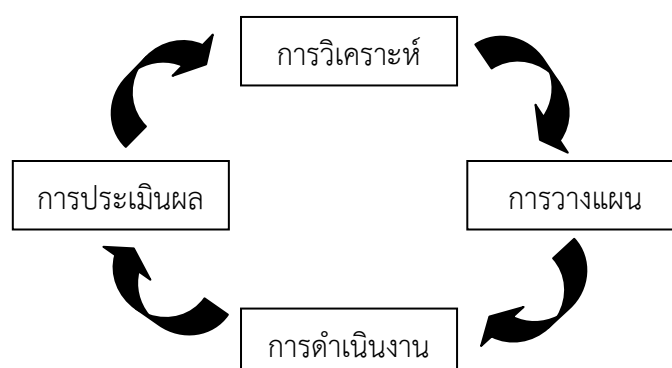 การวิเคราะห์
การประเมินผล
การวางแผน
การดำเนินงาน